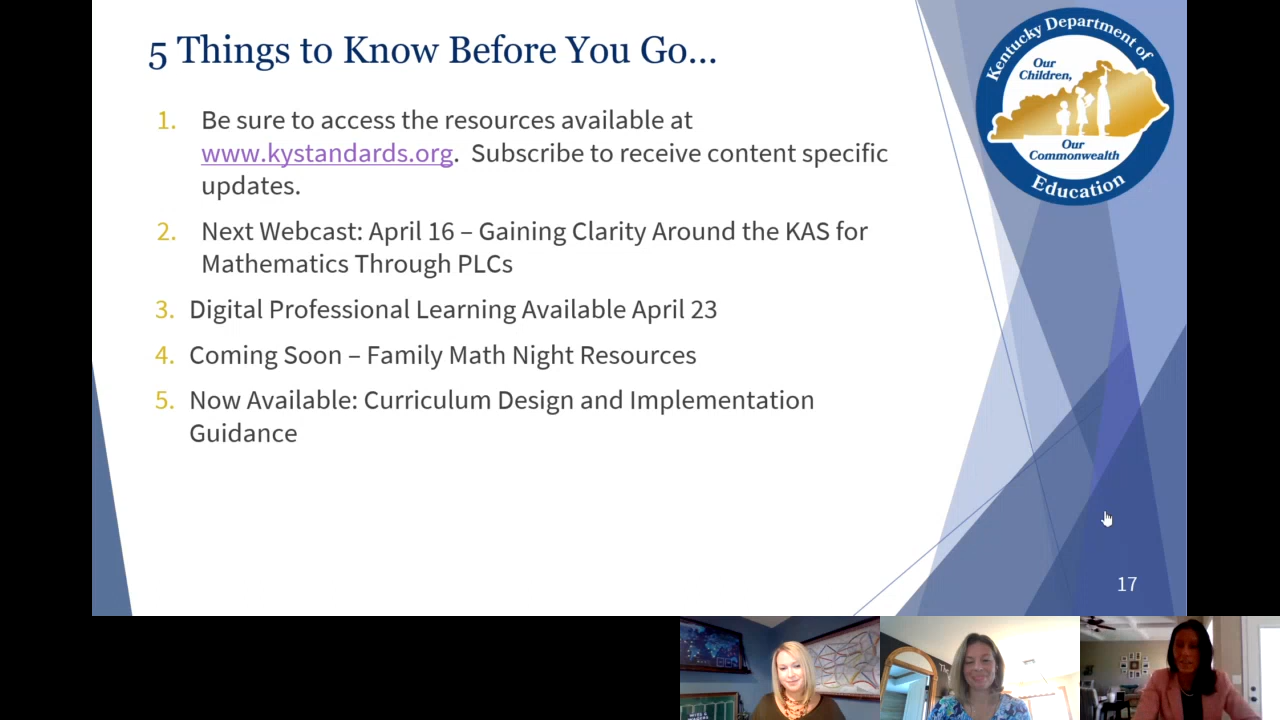 5 Things to Know Before You Go...
1. Be sure to access the resources available at
www.kystandards.org. Subscribe to receive content specific
updates.
2. Next Webcast: April 16 – Gaining Clarity Around the KAS for
Mathematics Through PLCs
3. Digital Professional Learning Available April 23
4. Coming Soon – Family Math Night Resources
5. Now Available: Curriculum Design and Implementation
Guidance
Kentucky Department of
Our
Children,
Our
Commonwealth
Education
17